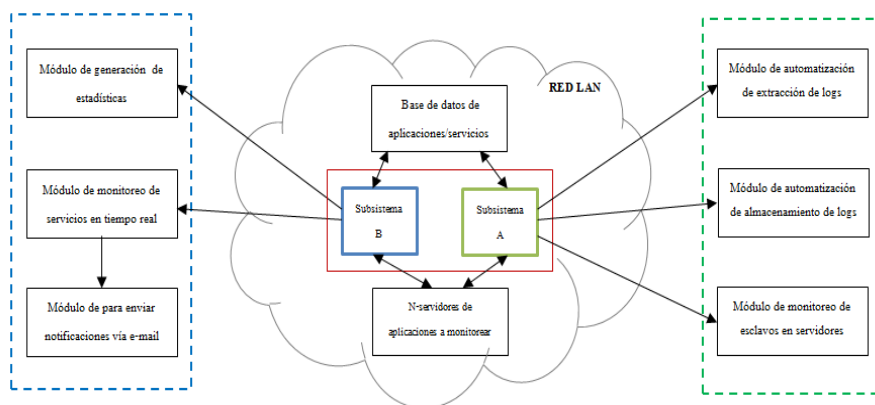 Módulo de generación de
estadísticas
Módulo de monitoreo de
servicios en tiempo real
Módulo de para enviar
notificaciones vía e-mail
RED LAN
Base de datos de
aplicaciones/servicios
Subsistema
B
Subsistema
A
N-servidores de
aplicaciones a monitorear
Módulo de automatización
de extracción de logs
Módulo de automatización
de almacenamiento de logs
Módulo de monitoreo de
esclavos en servidores